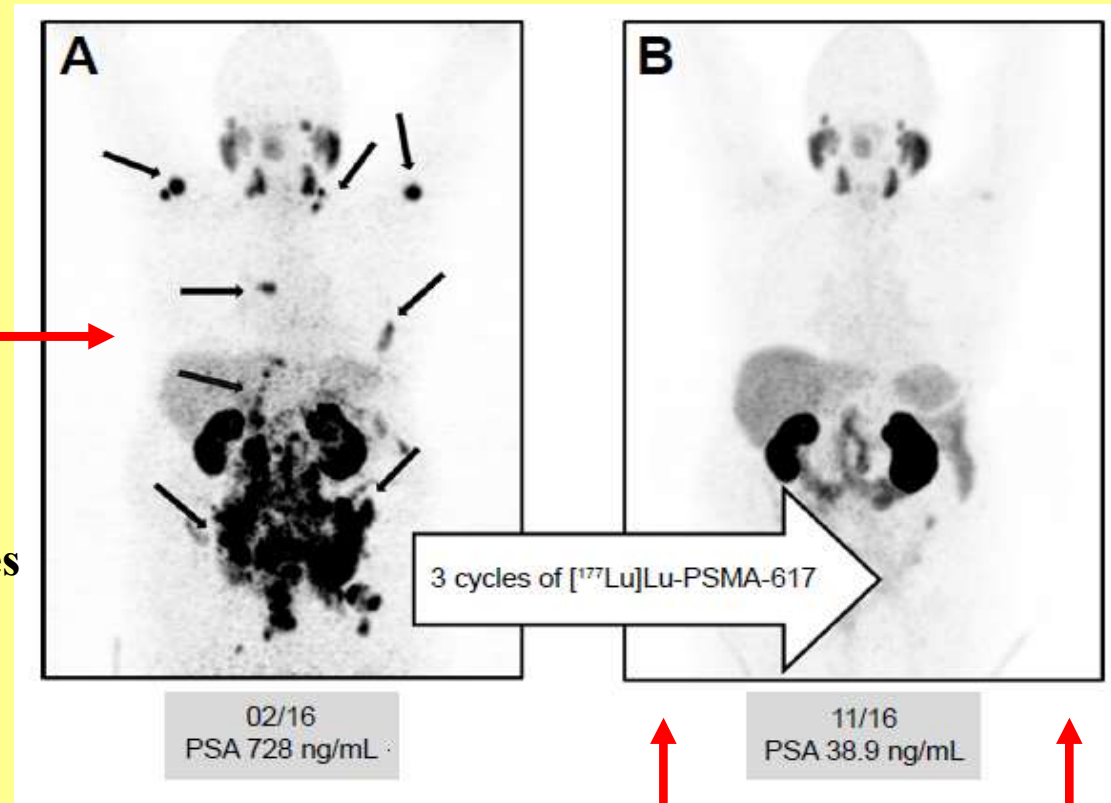 A
B
es
3 cycles of [¹⁷⁷Lu]Lu-PSMA-617
02/16
PSA 728 ng/mL
11/16
PSA 38.9 ng/mL